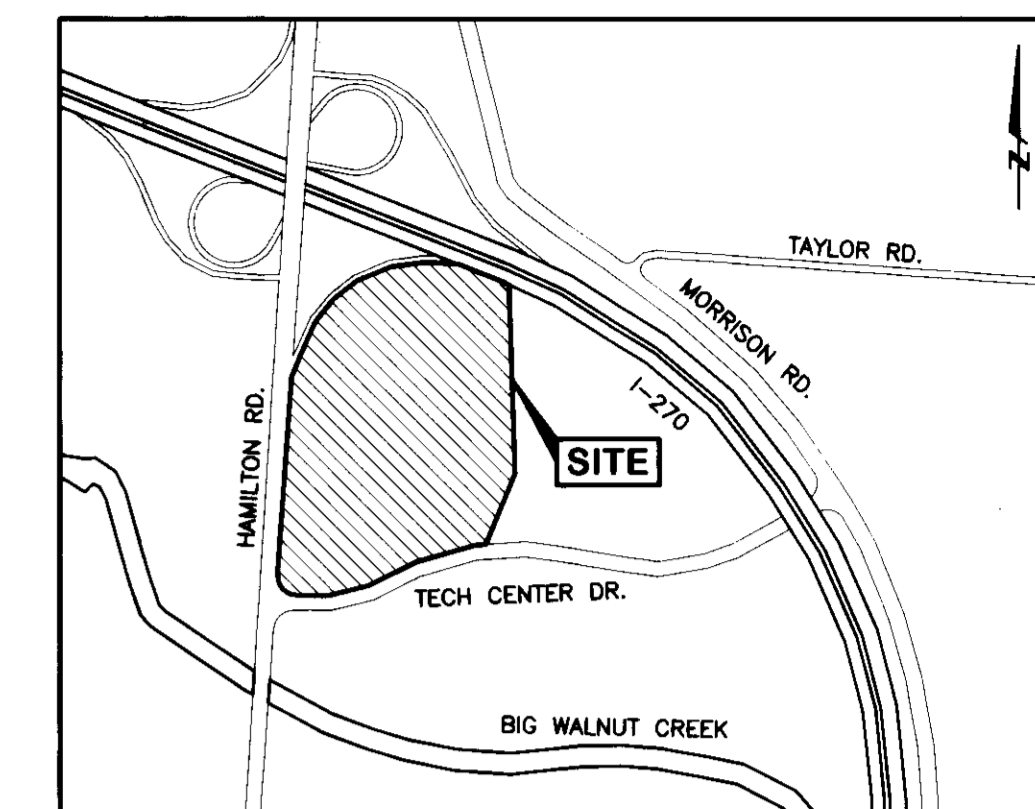 N
TAYLOR RD.
MORRISON RD.
I-270
HAMILTON RD.
SITE
TECH CENTER DR.
BIG WALNUT CREEK